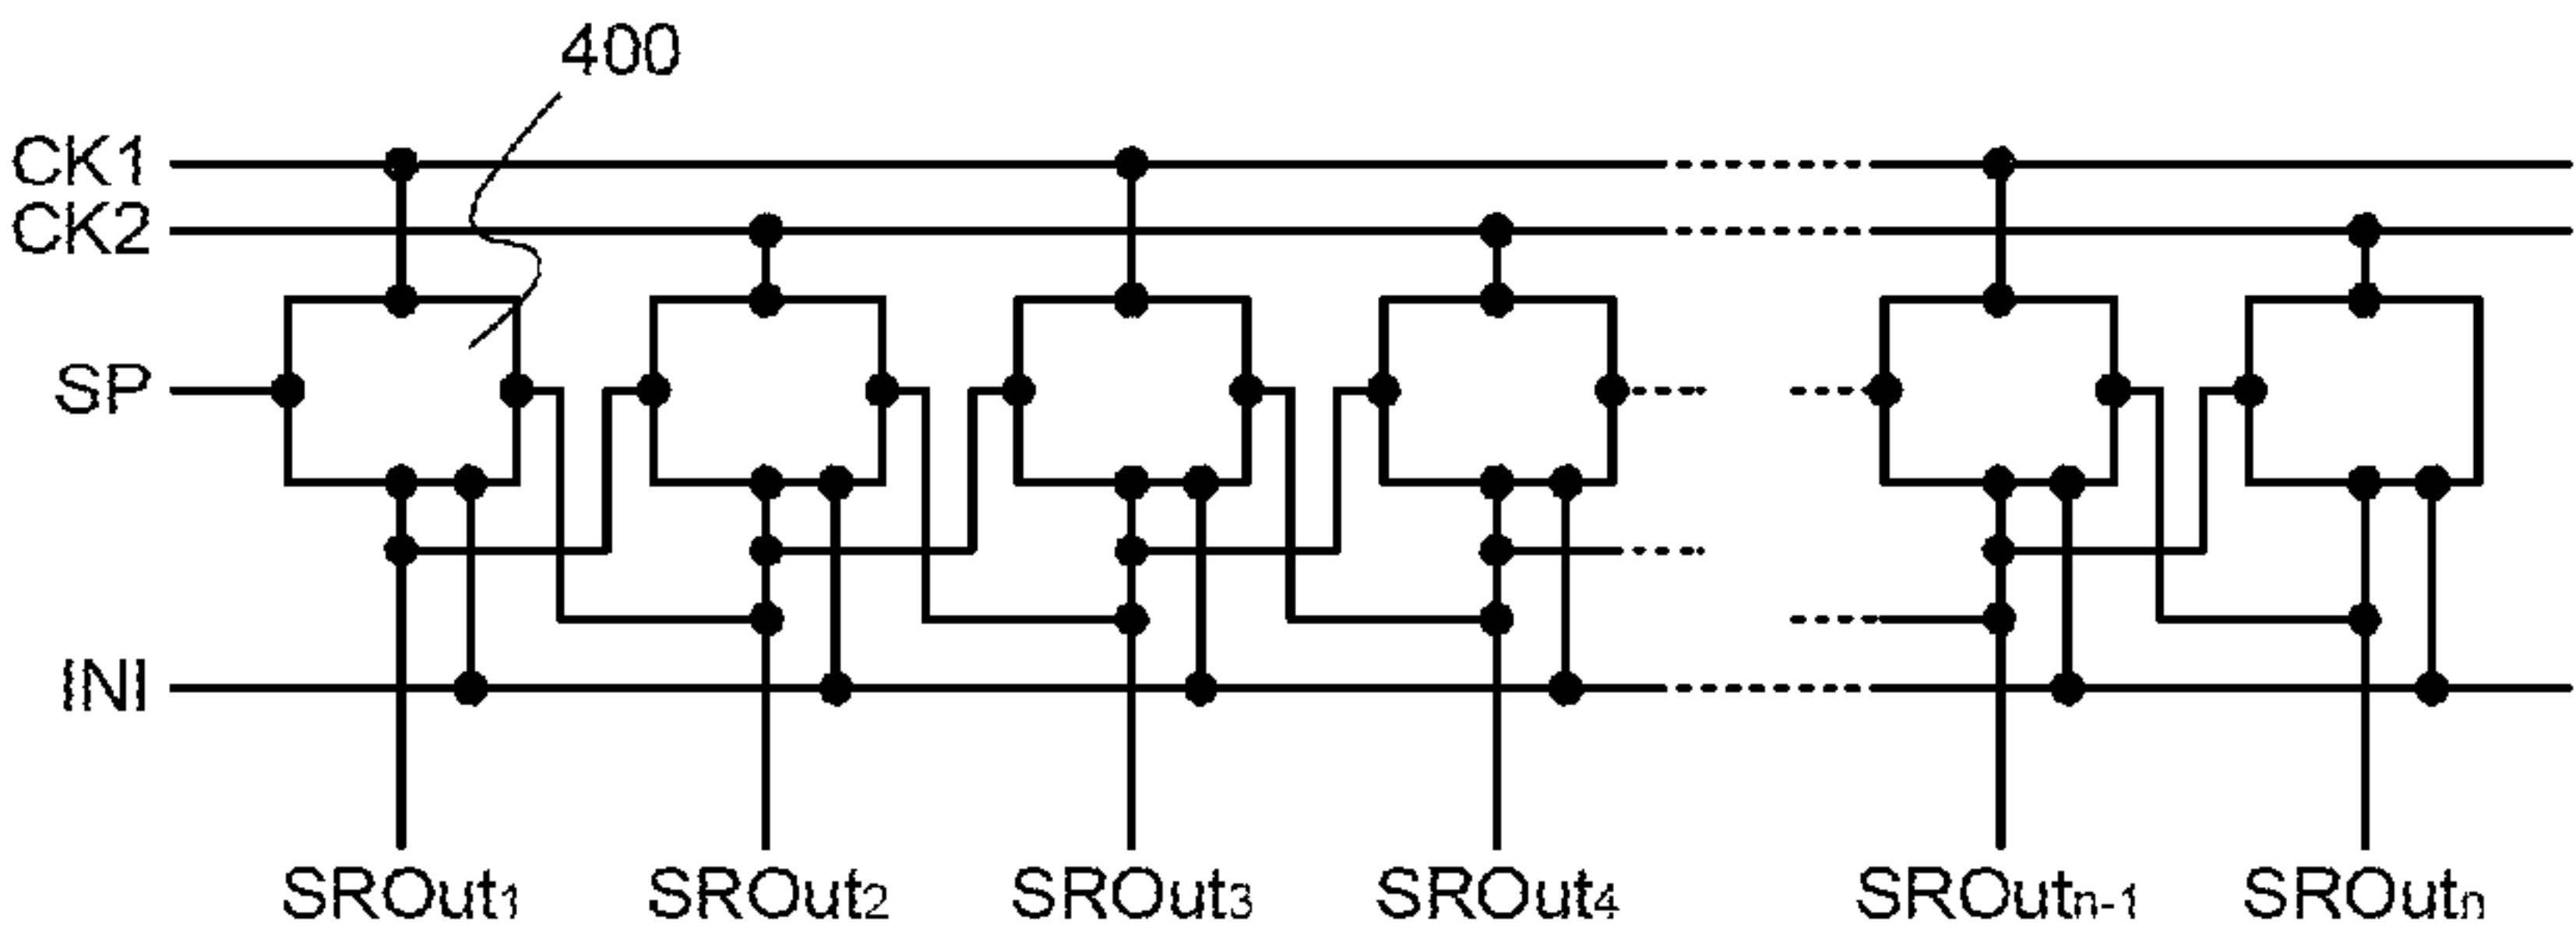 400
CK1
CK2
SP
INI
SROut1 SROut2 SROut3 SROut4 SROutn-1 SROutn